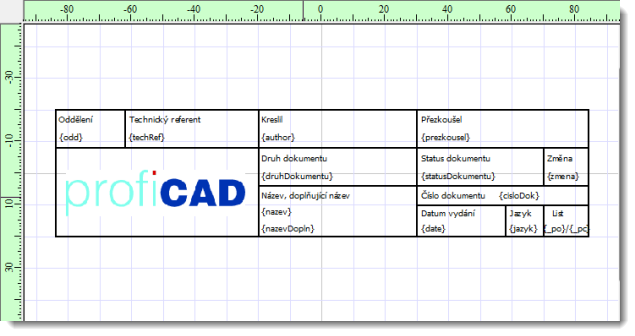 -80 -60 -40 -20 0 20 40 60 80
-30
-10
10
30
Oddělení Technický referent Kreslil Přezkoušel
{odd} {techRef} {author} {prezkousel}
Druh dokumentu Status dokumentu Změna
{druhDokumentu} {statusDokumentu} {zmena}
proficAD
Název, doplňující název Číslo dokumentu {cisloDok}
{nazev} Datum vydání Jazyk List
{nazevDopln} {date} {jazyk} {_po}/{_pc}